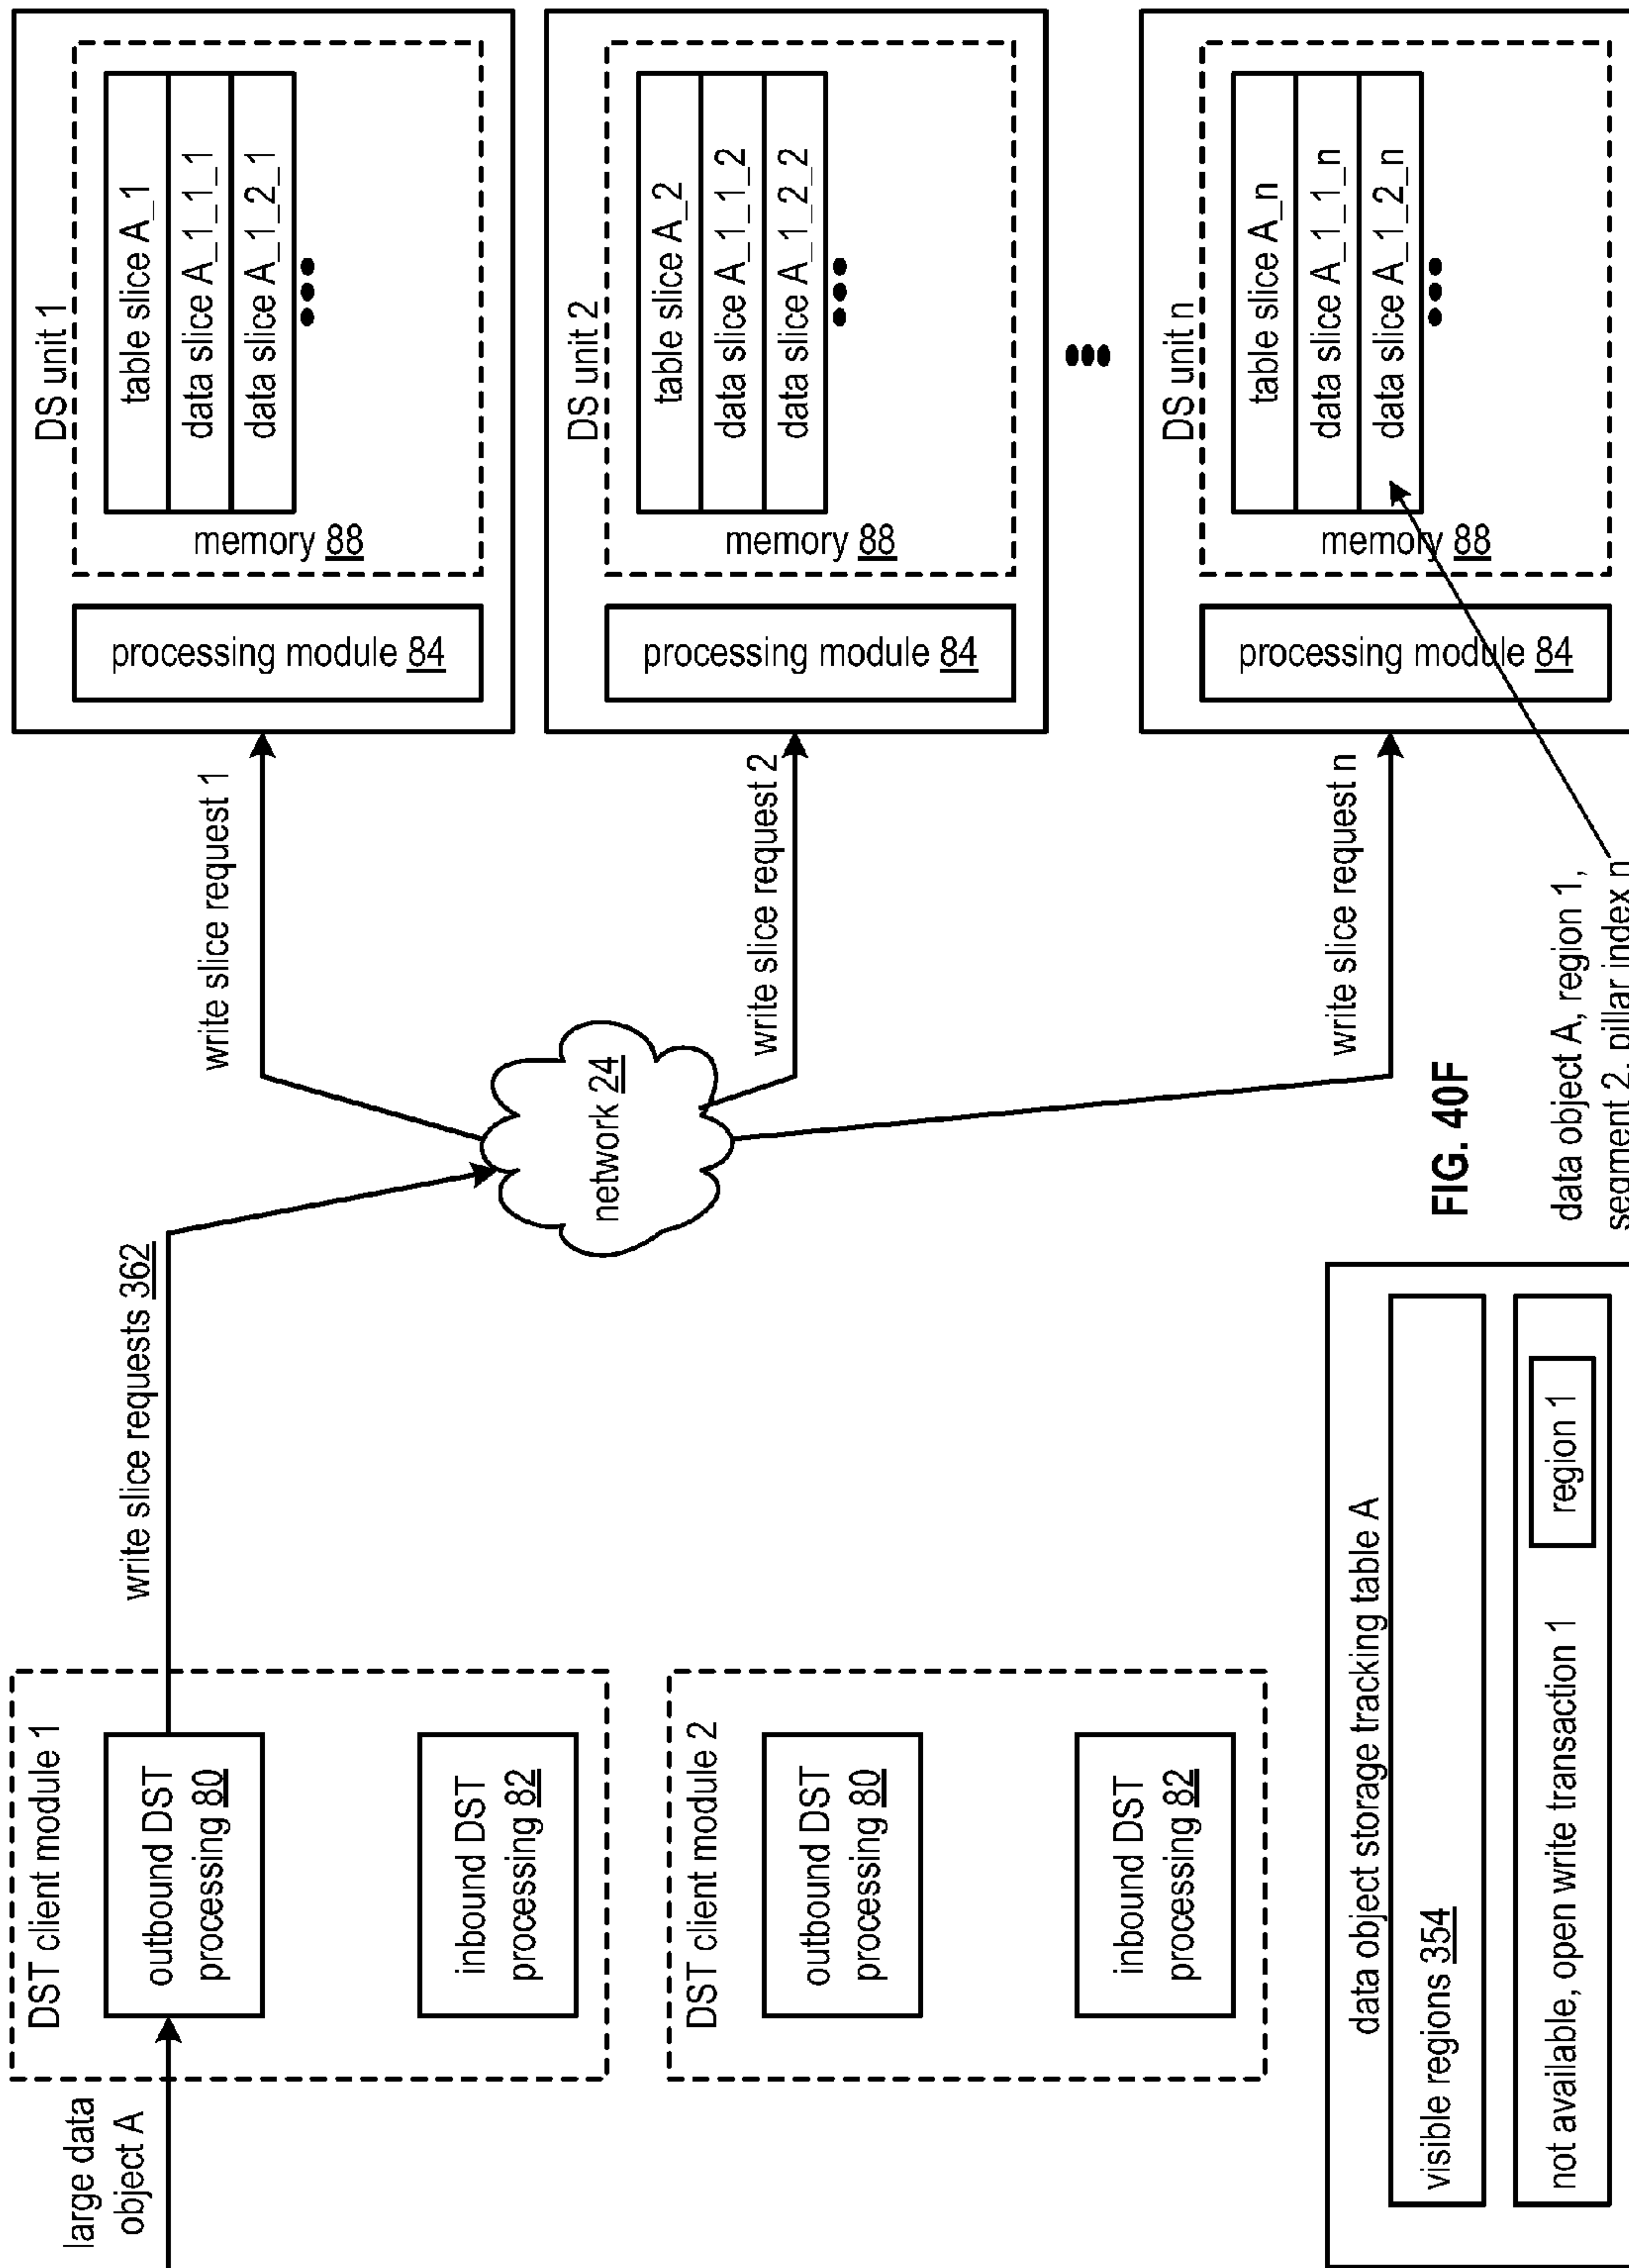 large data
object A
DST client module 1
outbound DST
processing 80
inbound DST
processing 82
DST client module 2
outbound DST
processing 80
inbound DST
processing 82
write slice requests 362
network 24
write slice request 1
write slice request 2
write slice request n
DS unit 1
processing module 84
memory 88
table slice A_1
data slice A_1_1_1
data slice A_1_2_1
DS unit 2
processing module 84
memory 88
table slice A_2
data slice A_1_1_2
data slice A_1_2_2
DS unit n
processing module 84
memory 88
table slice A_n
data slice A_1_1_n
data slice A_1_2_n
data object storage tracking table A
visible regions 354
not available, open write transaction 1
region 1
FIG. 40F
data object A, region 1,
segment 2, pillar index n